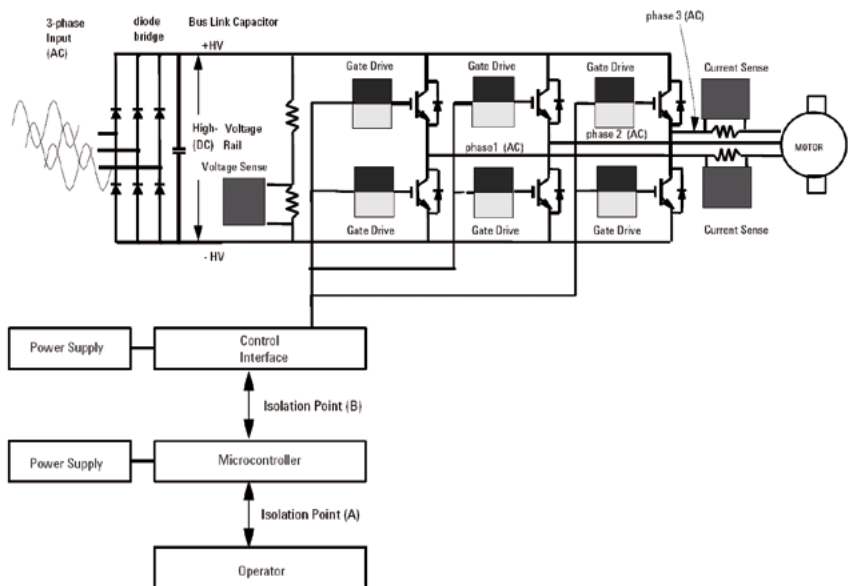 3-phase
Input
(AC)
diode
bridge
Bus Link Capacitor
+HV
High-
(DC)
Voltage
Rail
Voltage Sense
- HV
Gate Drive
Gate Drive
Gate Drive
phase 3 (AC)
Current Sense
phase1 (AC)
phase 2 (AC)
MOTOR
Gate Drive
Gate Drive
Gate Drive
Current Sense
Power Supply
Control
Interface
Isolation Point (B)
Power Supply
Microcontroller
Isolation Point (A)
Operator